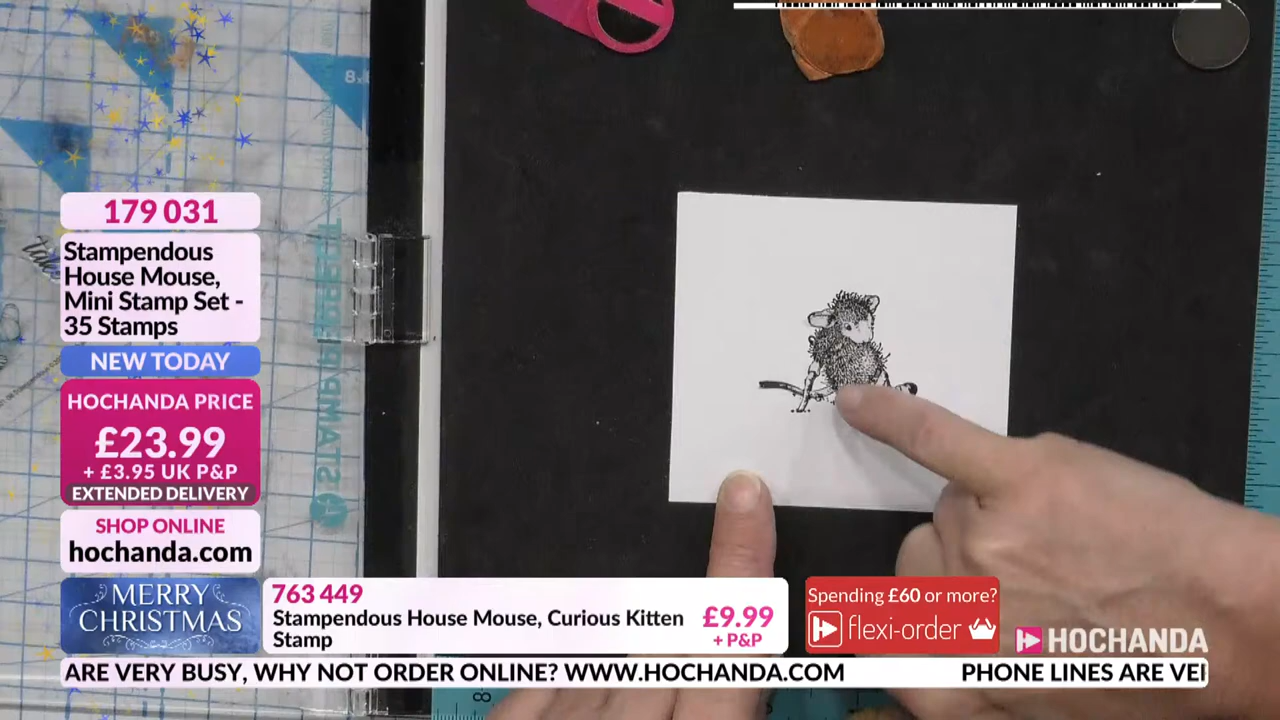 179 031
Stampendous
House Mouse,
Mini Stamp Set -
35 Stamps
NEW TODAY
HOCHANDA PRICE
£23.99
+ £3.95 UK P&P
EXTENDED DELIVERY
SHOP ONLINE
hochanda.com
MERRY
CHRISTMAS
763 449
Stampendous House Mouse, Curious Kitten
Stamp
£9.99
+ P&P
Spending £60 or more?
flexi-order
HOCHANDA
ARE VERY BUSY, WHY NOT ORDER ONLINE? WWW.HOCHANDA.COM
PHONE LINES ARE VE
8